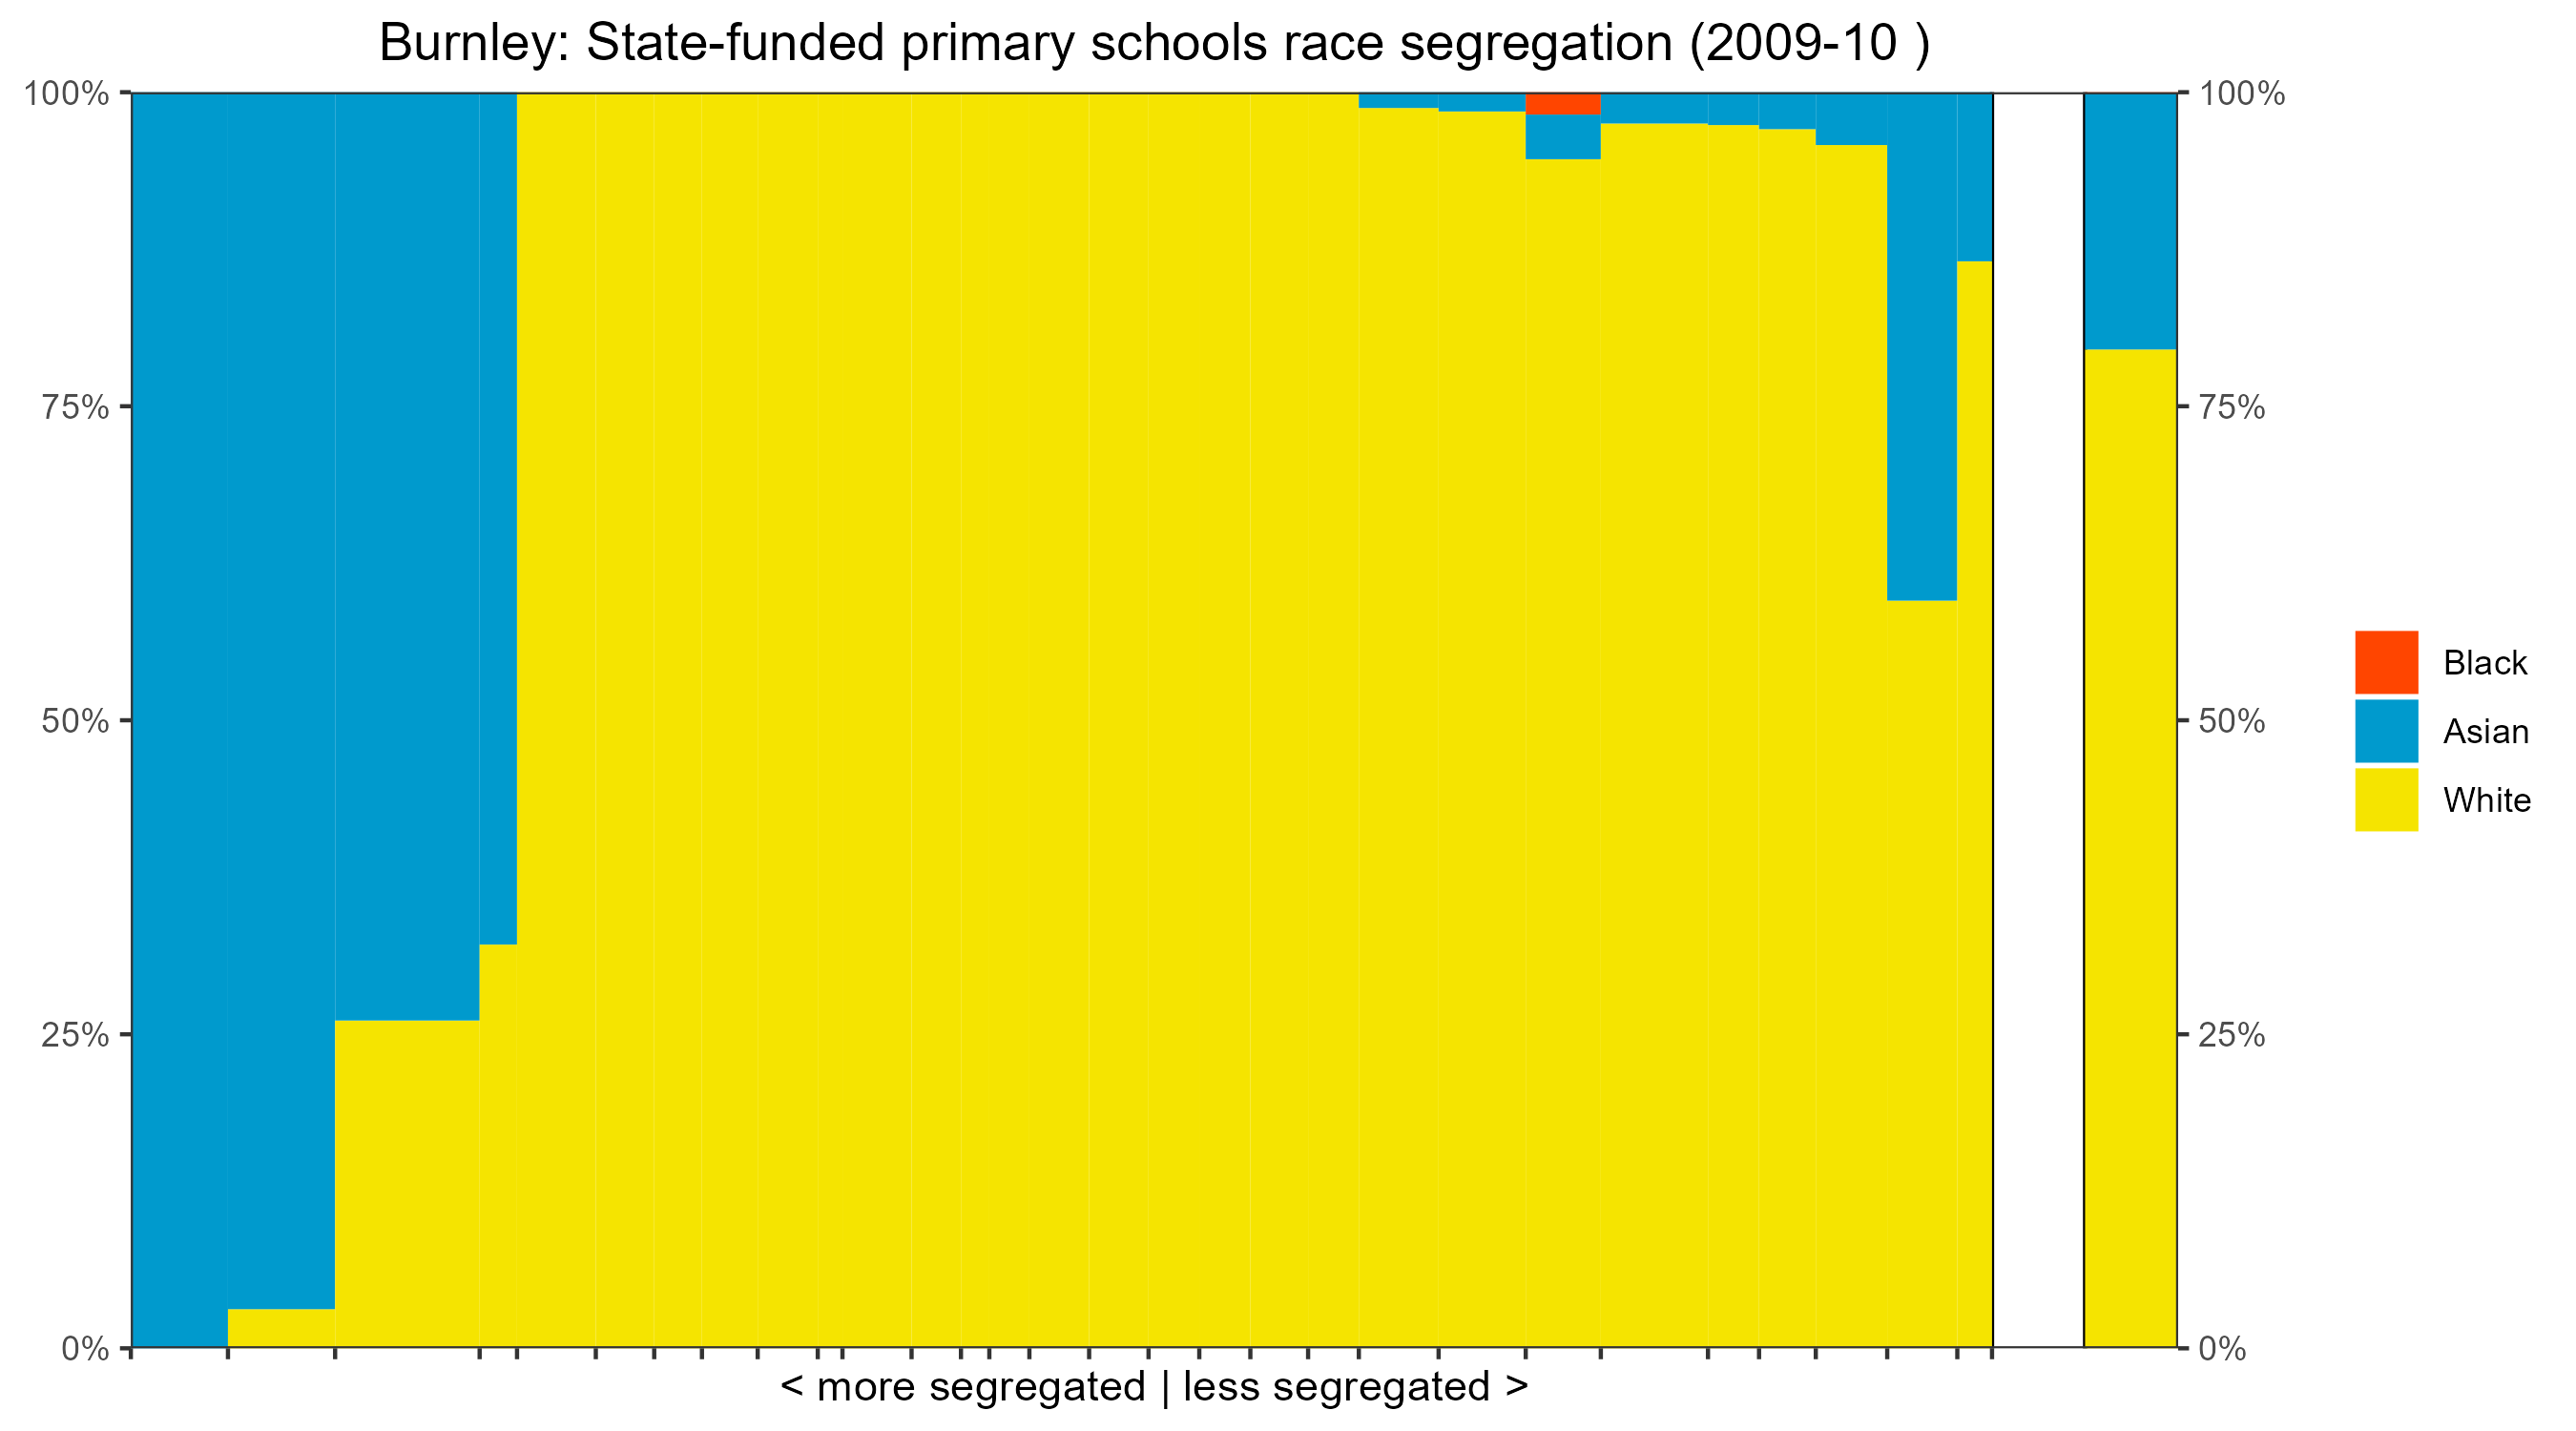 Burnley: State-funded primary schools race segregation (2009-10 )
100%
75%
50%
25%
0%
100%
75%
50%
25%
0%
Black
Asian
White
< more segregated | less segregated >